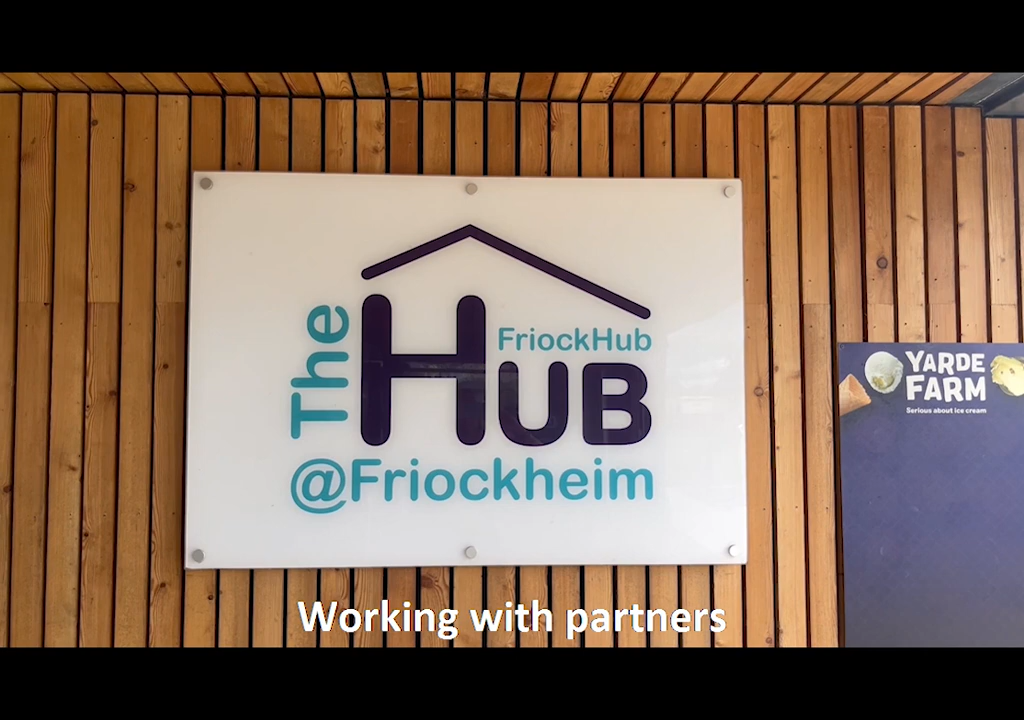 The
FriockHub
HUB
@Friockheim
YARDE
FARM
Serious about ice cream
Working with partners